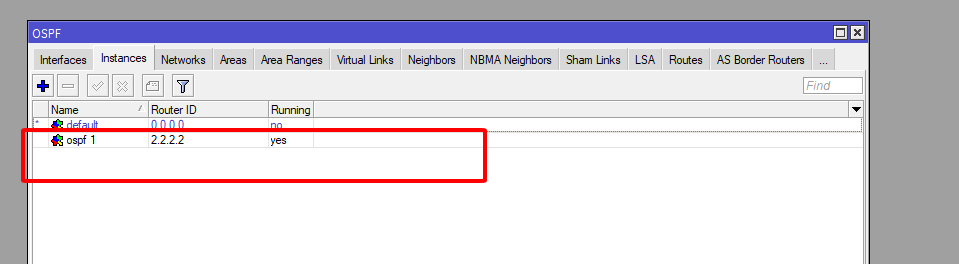 OSPF
Interfaces Instances Networks Areas Area Ranges Virtual Links Neighbors NBMA Neighbors Sham Links LSA Routes AS Border Routers ...
Find
Name Router ID Running
* default 0.0.0.0 no
ospf 1 2.2.2.2 yes